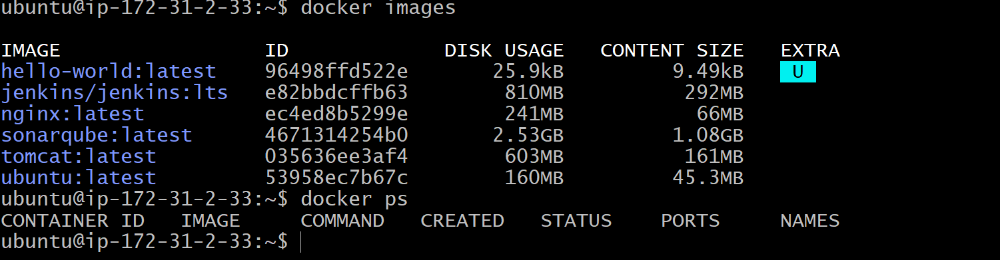 ubuntu@ip-172-31-2-33:~$ docker images
IMAGE ID DISK USAGE CONTENT SIZE EXTRA
hello-world:latest 96498ffd522e 25.9kB 9.49kB U
jenkins/jenkins:lts e82bbdcffb63 810MB 292MB
nginx:latest ec4ed8b5299e 241MB 66MB
sonarqube:latest 4671314254b0 2.53GB 1.08GB
tomcat:latest 035636ee3af4 603MB 161MB
ubuntu:latest 53958ec7b67c 160MB 45.3MB
ubuntu@ip-172-31-2-33:~$ docker ps
CONTAINER ID IMAGE COMMAND CREATED STATUS PORTS NAMES
ubuntu@ip-172-31-2-33:~$